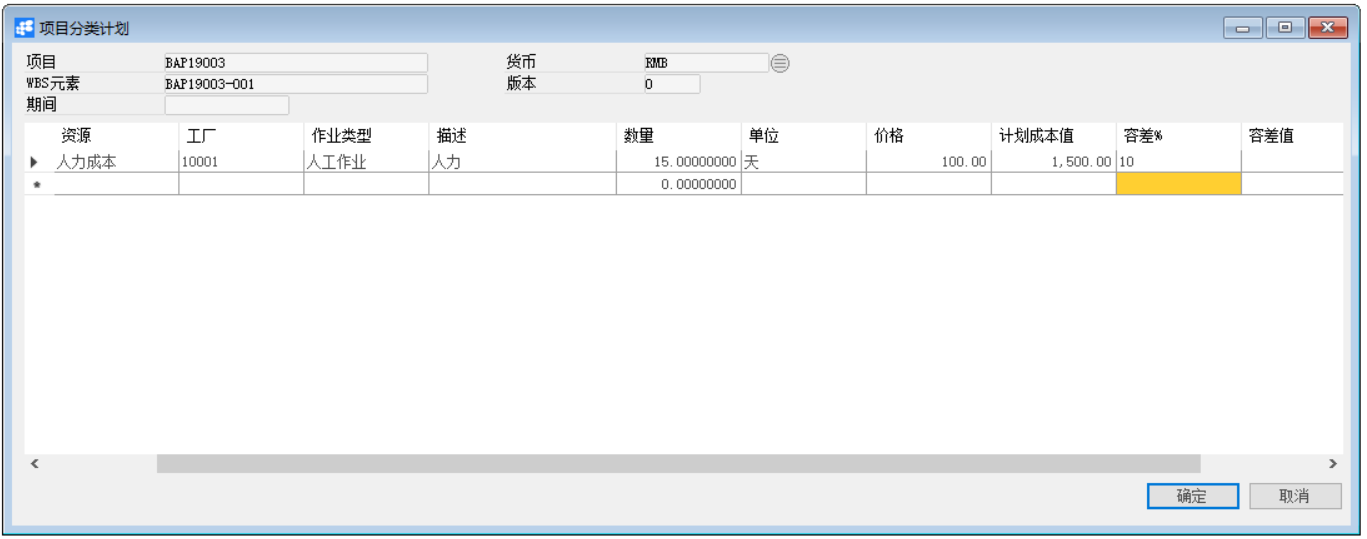 项目分类计划
项目 BAP19003 货币 RMB
WBS元素 BAP19003-001 版本 0
期间
资源 工厂 作业类型 描述 数量 单位 价格 计划成本值 容差% 容差值
人力成本 10001 人工作业 人力 15.00000000 天 100.00 1,500.00 10
* 0.00000000
确定 取消